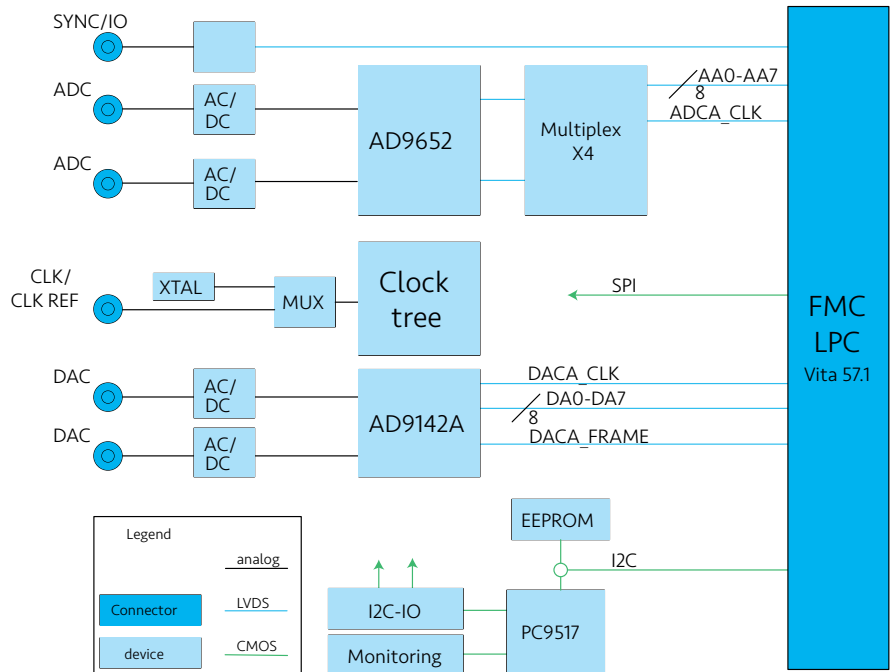 SYNC/IO
ADC
AC/
DC
AD9652
Multiplex
X4
AA0-AA7
8
ADCA_CLK
ADC
AC/
DC
CLK/
CLK REF
XTAL
MUX
Clock
tree
SPI
FMC
LPC
Vita 57.1
DAC
AC/
DC
AD9142A
DACA_CLK
DA0-DA7
8
DACA_FRAME
DAC
AC/
DC
EEPROM
I2C
I2C-IO
PC9517
Monitoring
Legend
analog
Connector
LVDS
device
CMOS